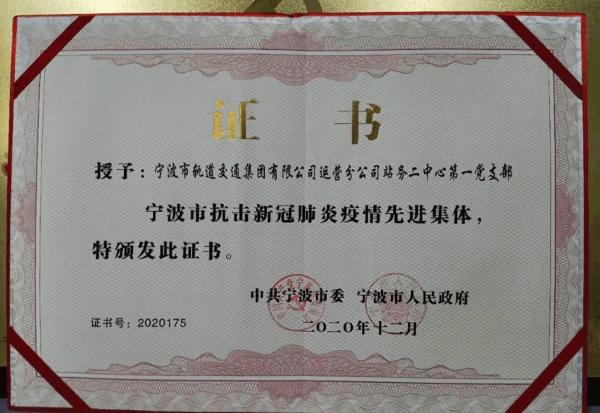 证书
授予：宁波市轨道交通集团有限公司运营分公司站务二中心第一党支部
宁波市抗击新冠肺炎疫情先进集体，
特颁发此证书。
中共宁波市委 宁波市人民政府
证书号：2020175
二〇二〇年十二月